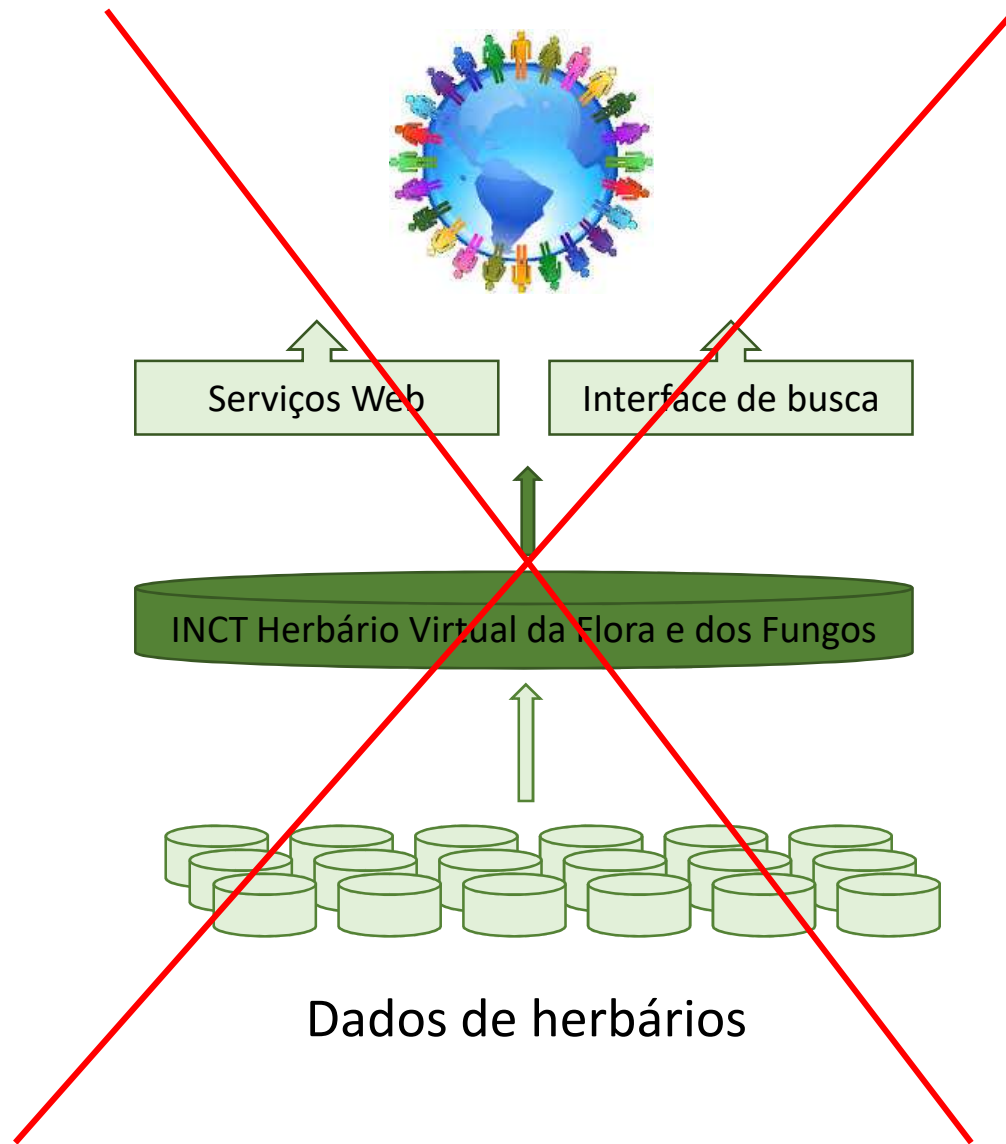 Serviços Web
Interface de busca
INCT Herbário Virtual da Flora e dos Fungos
Dados de herbários